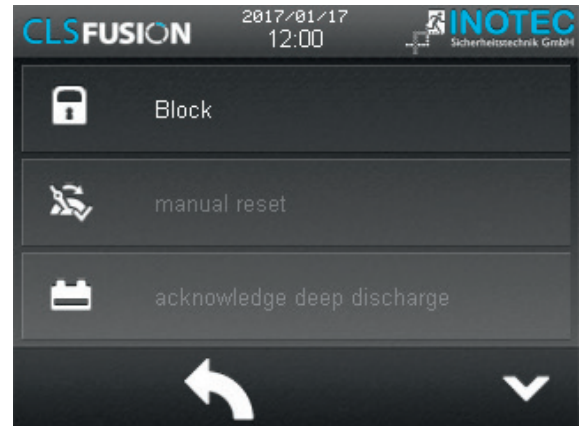 CLSFUSION
2017/01/17
12:00
INOTEC
Sicherheitstechnik GmbH
Block
manual reset
acknowledge deep discharge